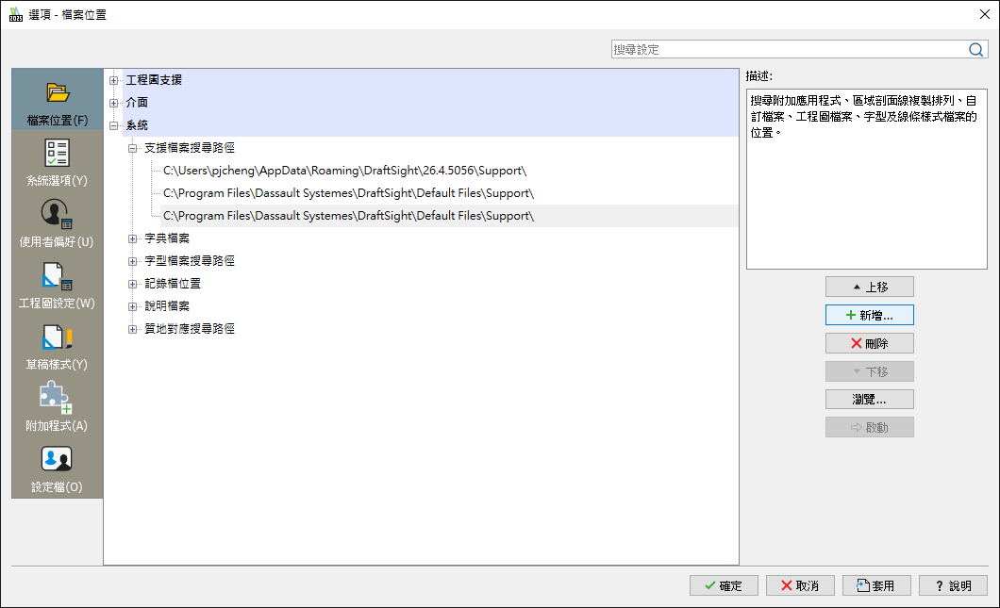 選項 - 檔案位置
搜尋設定
檔案位置(F)
系統選項(Y)
使用者偏好(U)
工程圖設定(W)
草稿樣式(Y)
附加程式(A)
設定檔(O)
工程圖支援
介面
系統
支援檔案搜尋路徑
C:\Users\pjcheng\AppData\Roaming\DraftSight\26.4.5056\Support\
C:\Program Files\Dassault Systemes\DraftSight\Default Files\Support\
C:\Program Files\Dassault Systemes\DraftSight\Default Files\Support\
字典檔案
字型檔案搜尋路徑
記錄檔位置
說明檔案
質地對應搜尋路徑
描述:
搜尋附加應用程式、區域剖面線複製排列、自
訂檔案、工程圖檔案、字型及線條樣式檔案的
位置。
上移
新增...
刪除
下移
瀏覽...
啟動
確定
取消
套用
? 說明